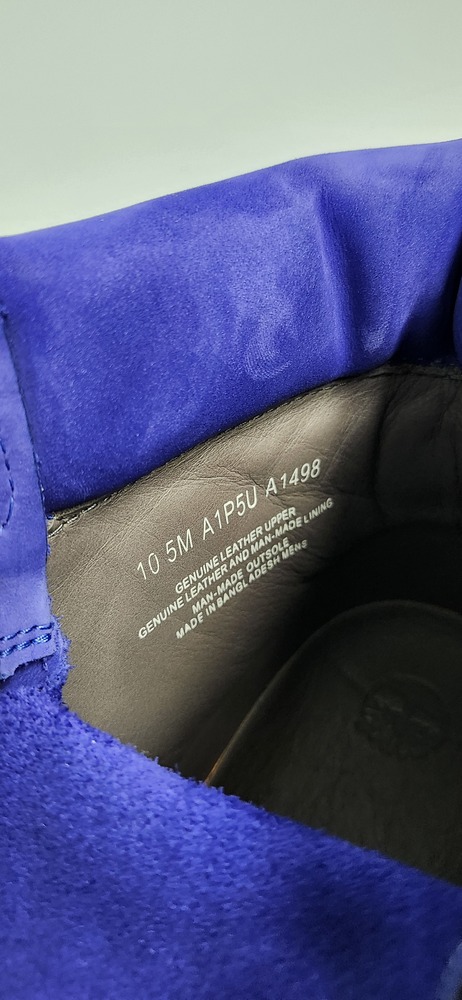 10 5M A1P5U A1498
GENUINE LEATHER UPPER
GENUINE LEATHER AND MAN-MADE LINING
MAN-MADE OUTSOLE
MADE IN BANGLADESH MENS